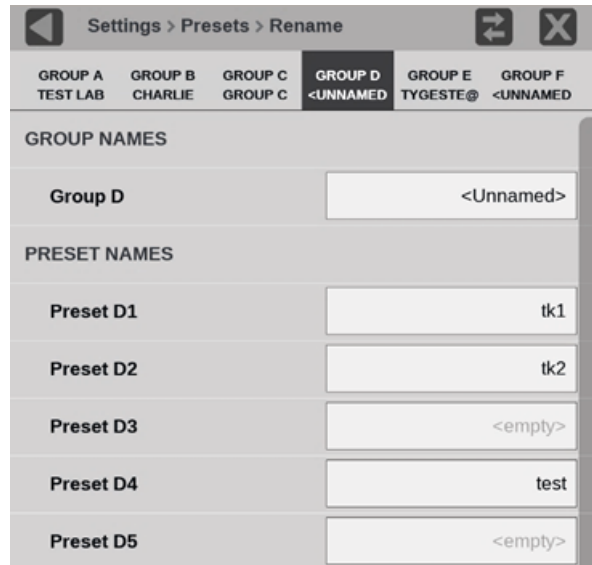 Settings > Presets > Rename
GROUP A GROUP B GROUP C GROUP D GROUP E GROUP F
TEST LAB CHARLIE GROUP C <UNNAMED TYGESTE@ <UNNAMED
GROUP NAMES
Group D <Unnamed>
PRESET NAMES
Preset D1 tk1
Preset D2 tk2
Preset D3 <empty>
Preset D4 test
Preset D5 <empty>